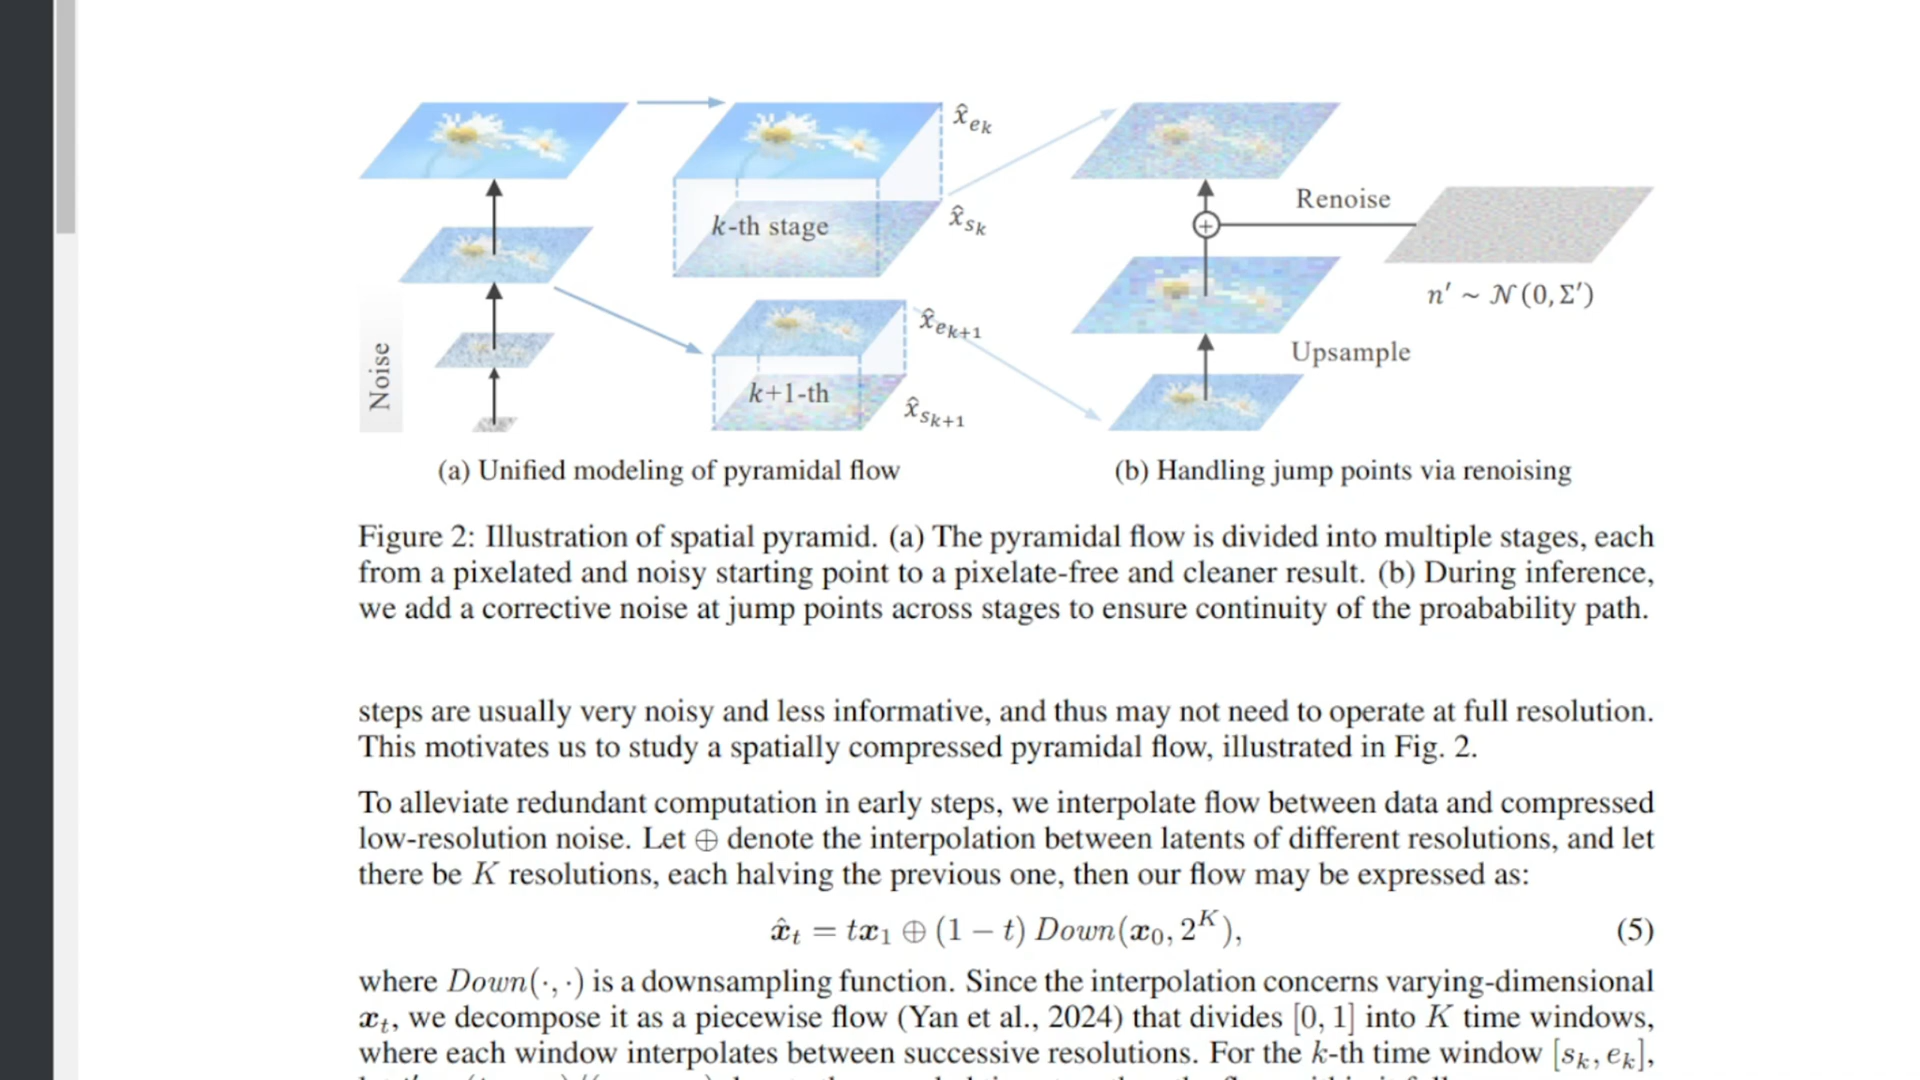 x̂ₑₖ
k-th stage
x̂ₛₖ
Noise
x̂ₑₖ₊₁
k+1-th
x̂ₛₖ₊₁
Renoise
n′ ~ 𝒩(0, Σ′)
Upsample
(a) Unified modeling of pyramidal flow
(b) Handling jump points via renoising
Figure 2: Illustration of spatial pyramid. (a) The pyramidal flow is divided into multiple stages, each
from a pixelated and noisy starting point to a pixelate-free and cleaner result. (b) During inference,
we add a corrective noise at jump points across stages to ensure continuity of the proabability path.
steps are usually very noisy and less informative, and thus may not need to operate at full resolution.
This motivates us to study a spatially compressed pyramidal flow, illustrated in Fig. 2.
To alleviate redundant computation in early steps, we interpolate flow between data and compressed
low-resolution noise. Let ⊕ denote the interpolation between latents of different resolutions, and let
there be K resolutions, each halving the previous one, then our flow may be expressed as:
x̂ₜ = tx₁ ⊕ (1 − t) Down(x₀, 2ᴷ), (5)
where Down(·, ·) is a downsampling function. Since the interpolation concerns varying-dimensional
xₜ, we decompose it as a piecewise flow (Yan et al., 2024) that divides [0, 1] into K time windows,
where each window interpolates between successive resolutions. For the k-th time window [sₖ, eₖ],